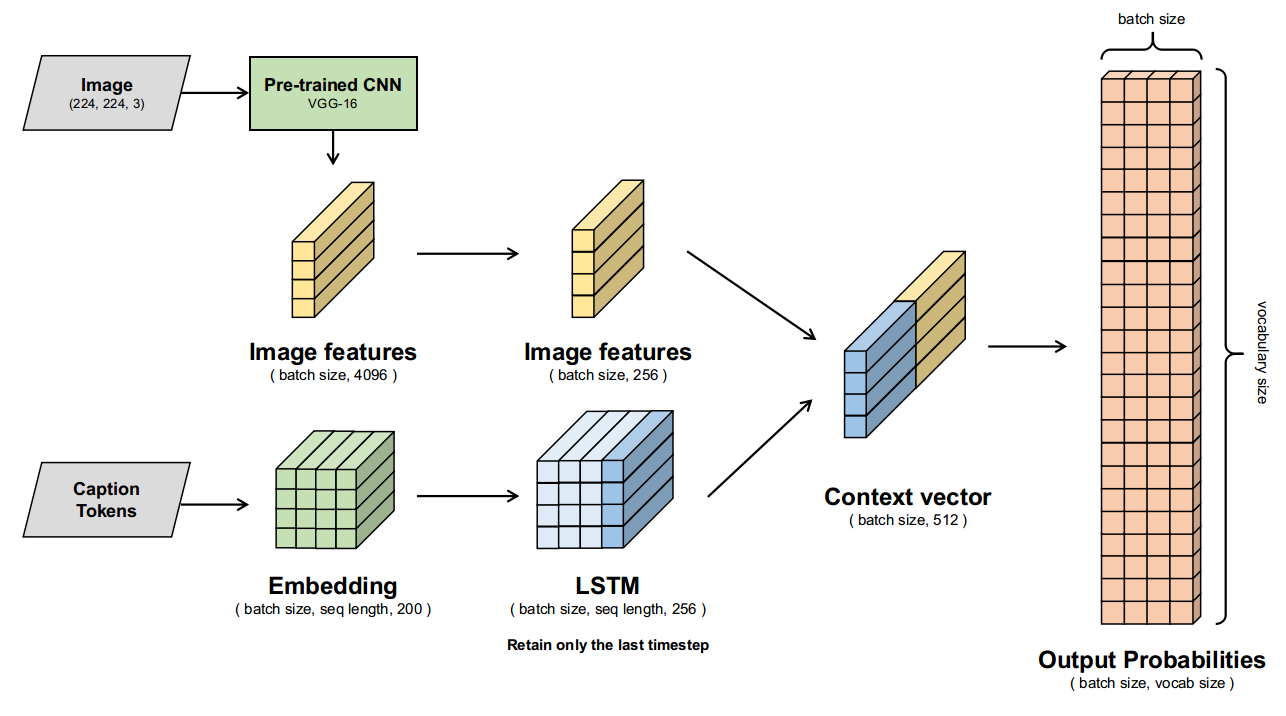 batch size
Image
(224, 224, 3)
Pre-trained CNN
VGG-16
Image features
( batch size, 4096 )
Image features
( batch size, 256 )
vocabulary size
Caption
Tokens
Context vector
( batch size, 512 )
Embedding
( batch size, seq length, 200 )
LSTM
( batch size, seq length, 256 )
Retain only the last timestep
Output Probabilities
( batch size, vocab size )